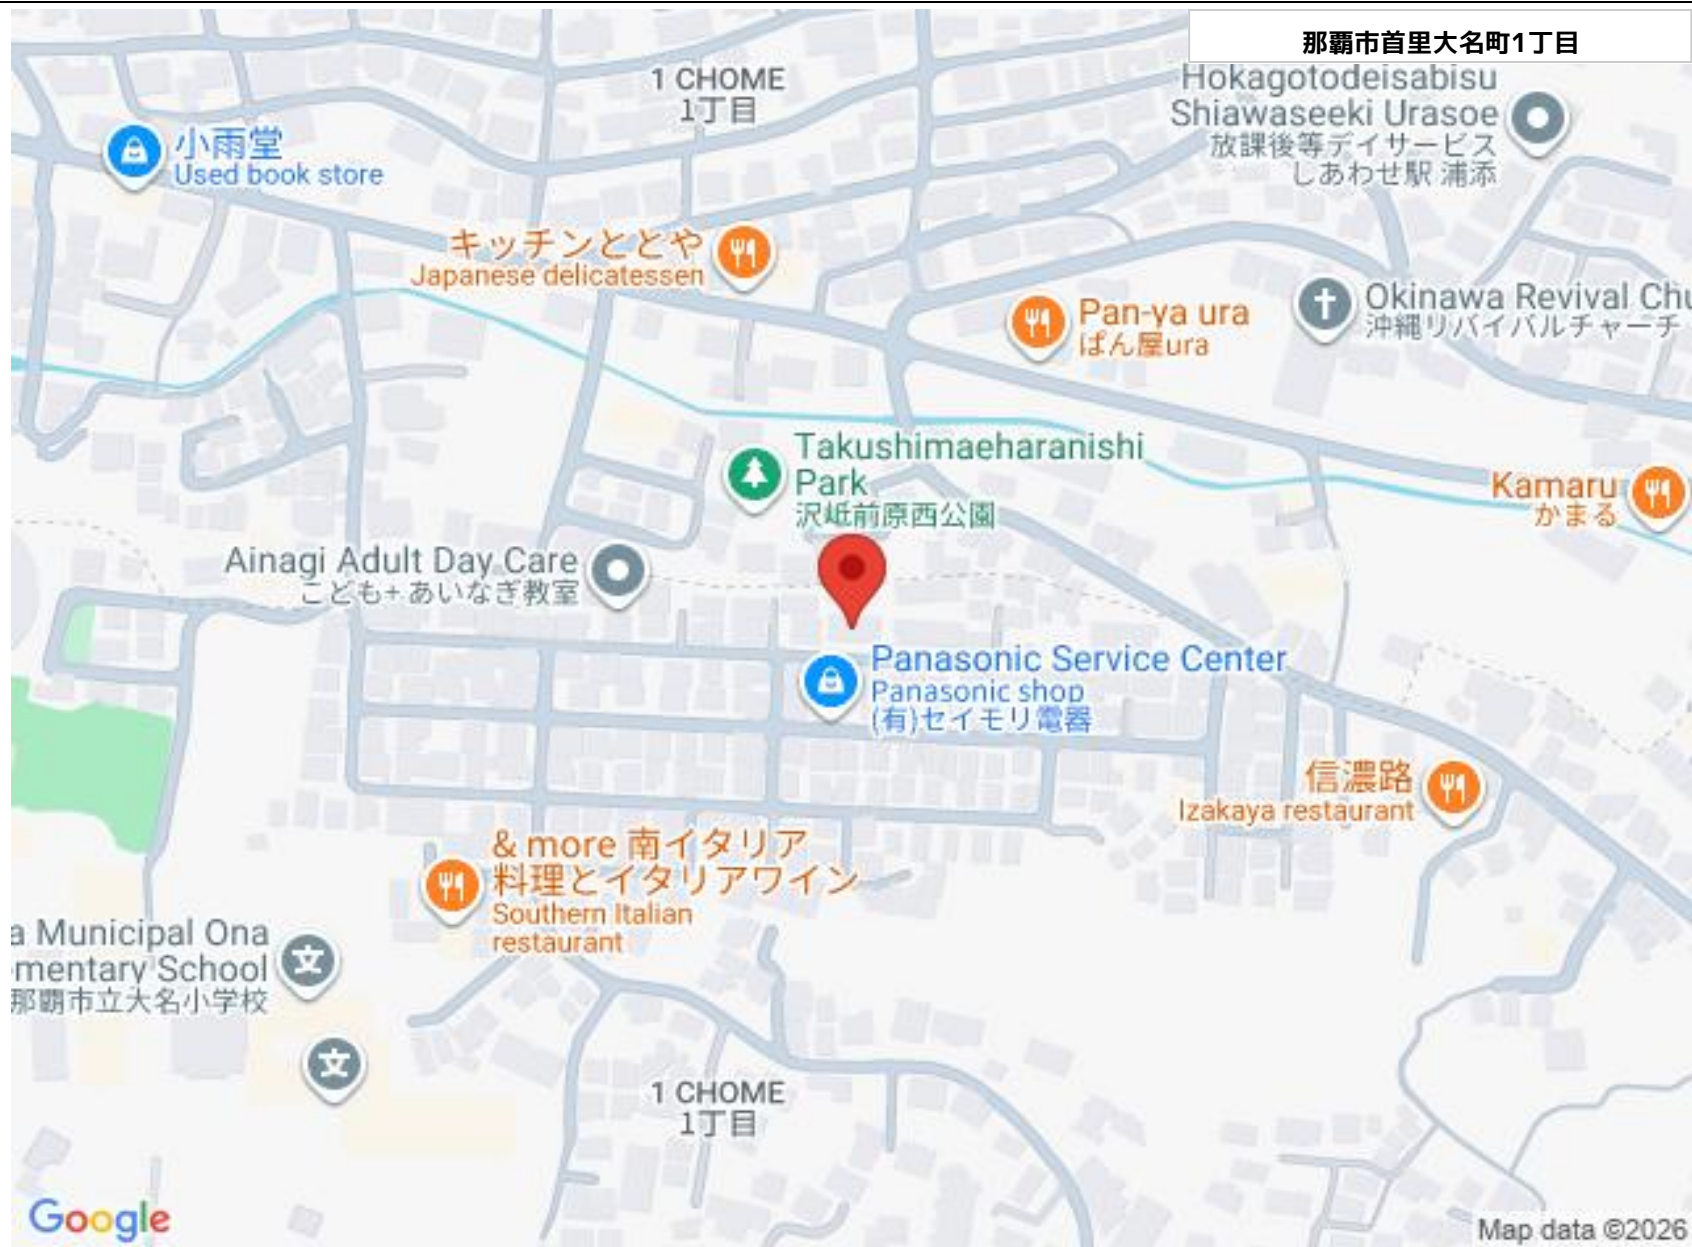 那覇市首里大名町1丁目
1 CHOME
1丁目
Hokagotodeisabisu
Shiawaseeki Urasoe
放課後等デイサービス
しあわせ駅 浦添
小雨堂
Used book store
キッチンととや
Japanese delicatessen
Pan-ya ura
ぱん屋ura
Okinawa Revival Chu
沖縄リバイバルチャーチ
Takushimaeharanishi
Park
沢岻前原西公園
Kamaru
かまる
Ainagi Adult Day Care
こども+あいなぎ教室
Panasonic Service Center
Panasonic shop
(有)セイモリ電器
信濃路
Izakaya restaurant
& more 南イタリア
料理とイタリアワイン
Southern Italian
restaurant
a Municipal Ona
mentary School
那覇市立大名小学校
1 CHOME
1丁目
Google
Map data ©2026